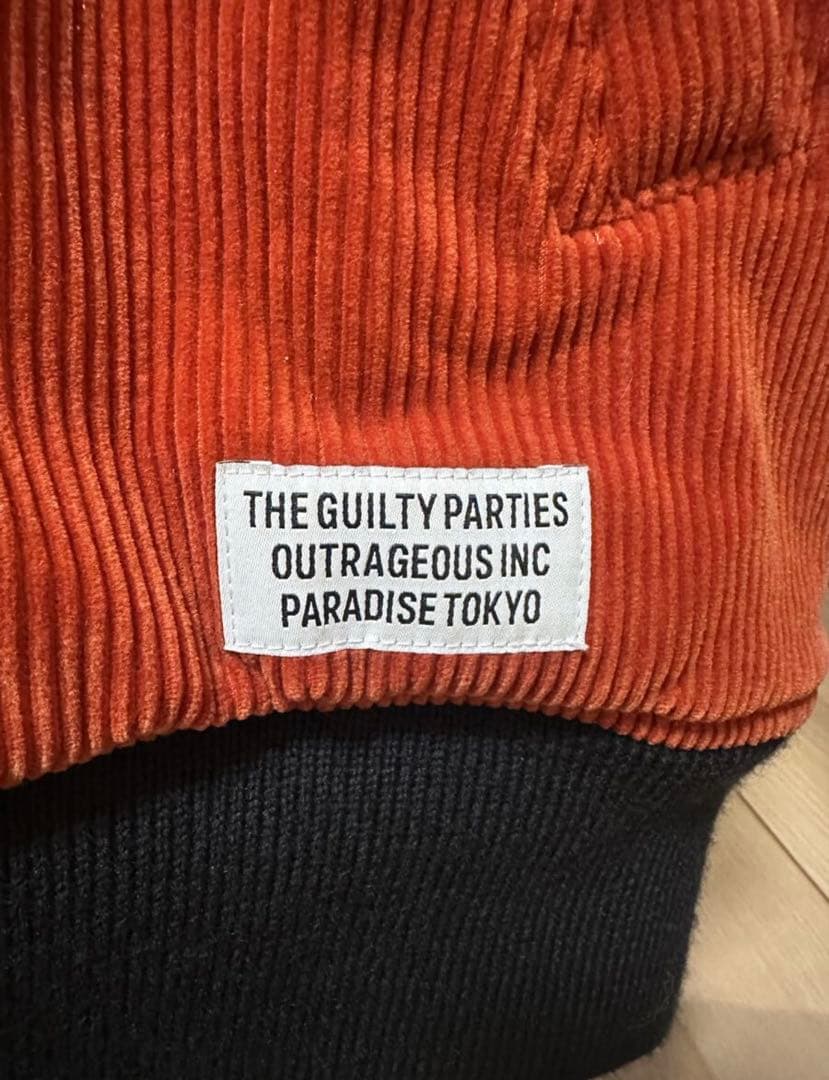 THE GUILTY PARTIES
OUTRAGEOUS INC
PARADISE TOKYO